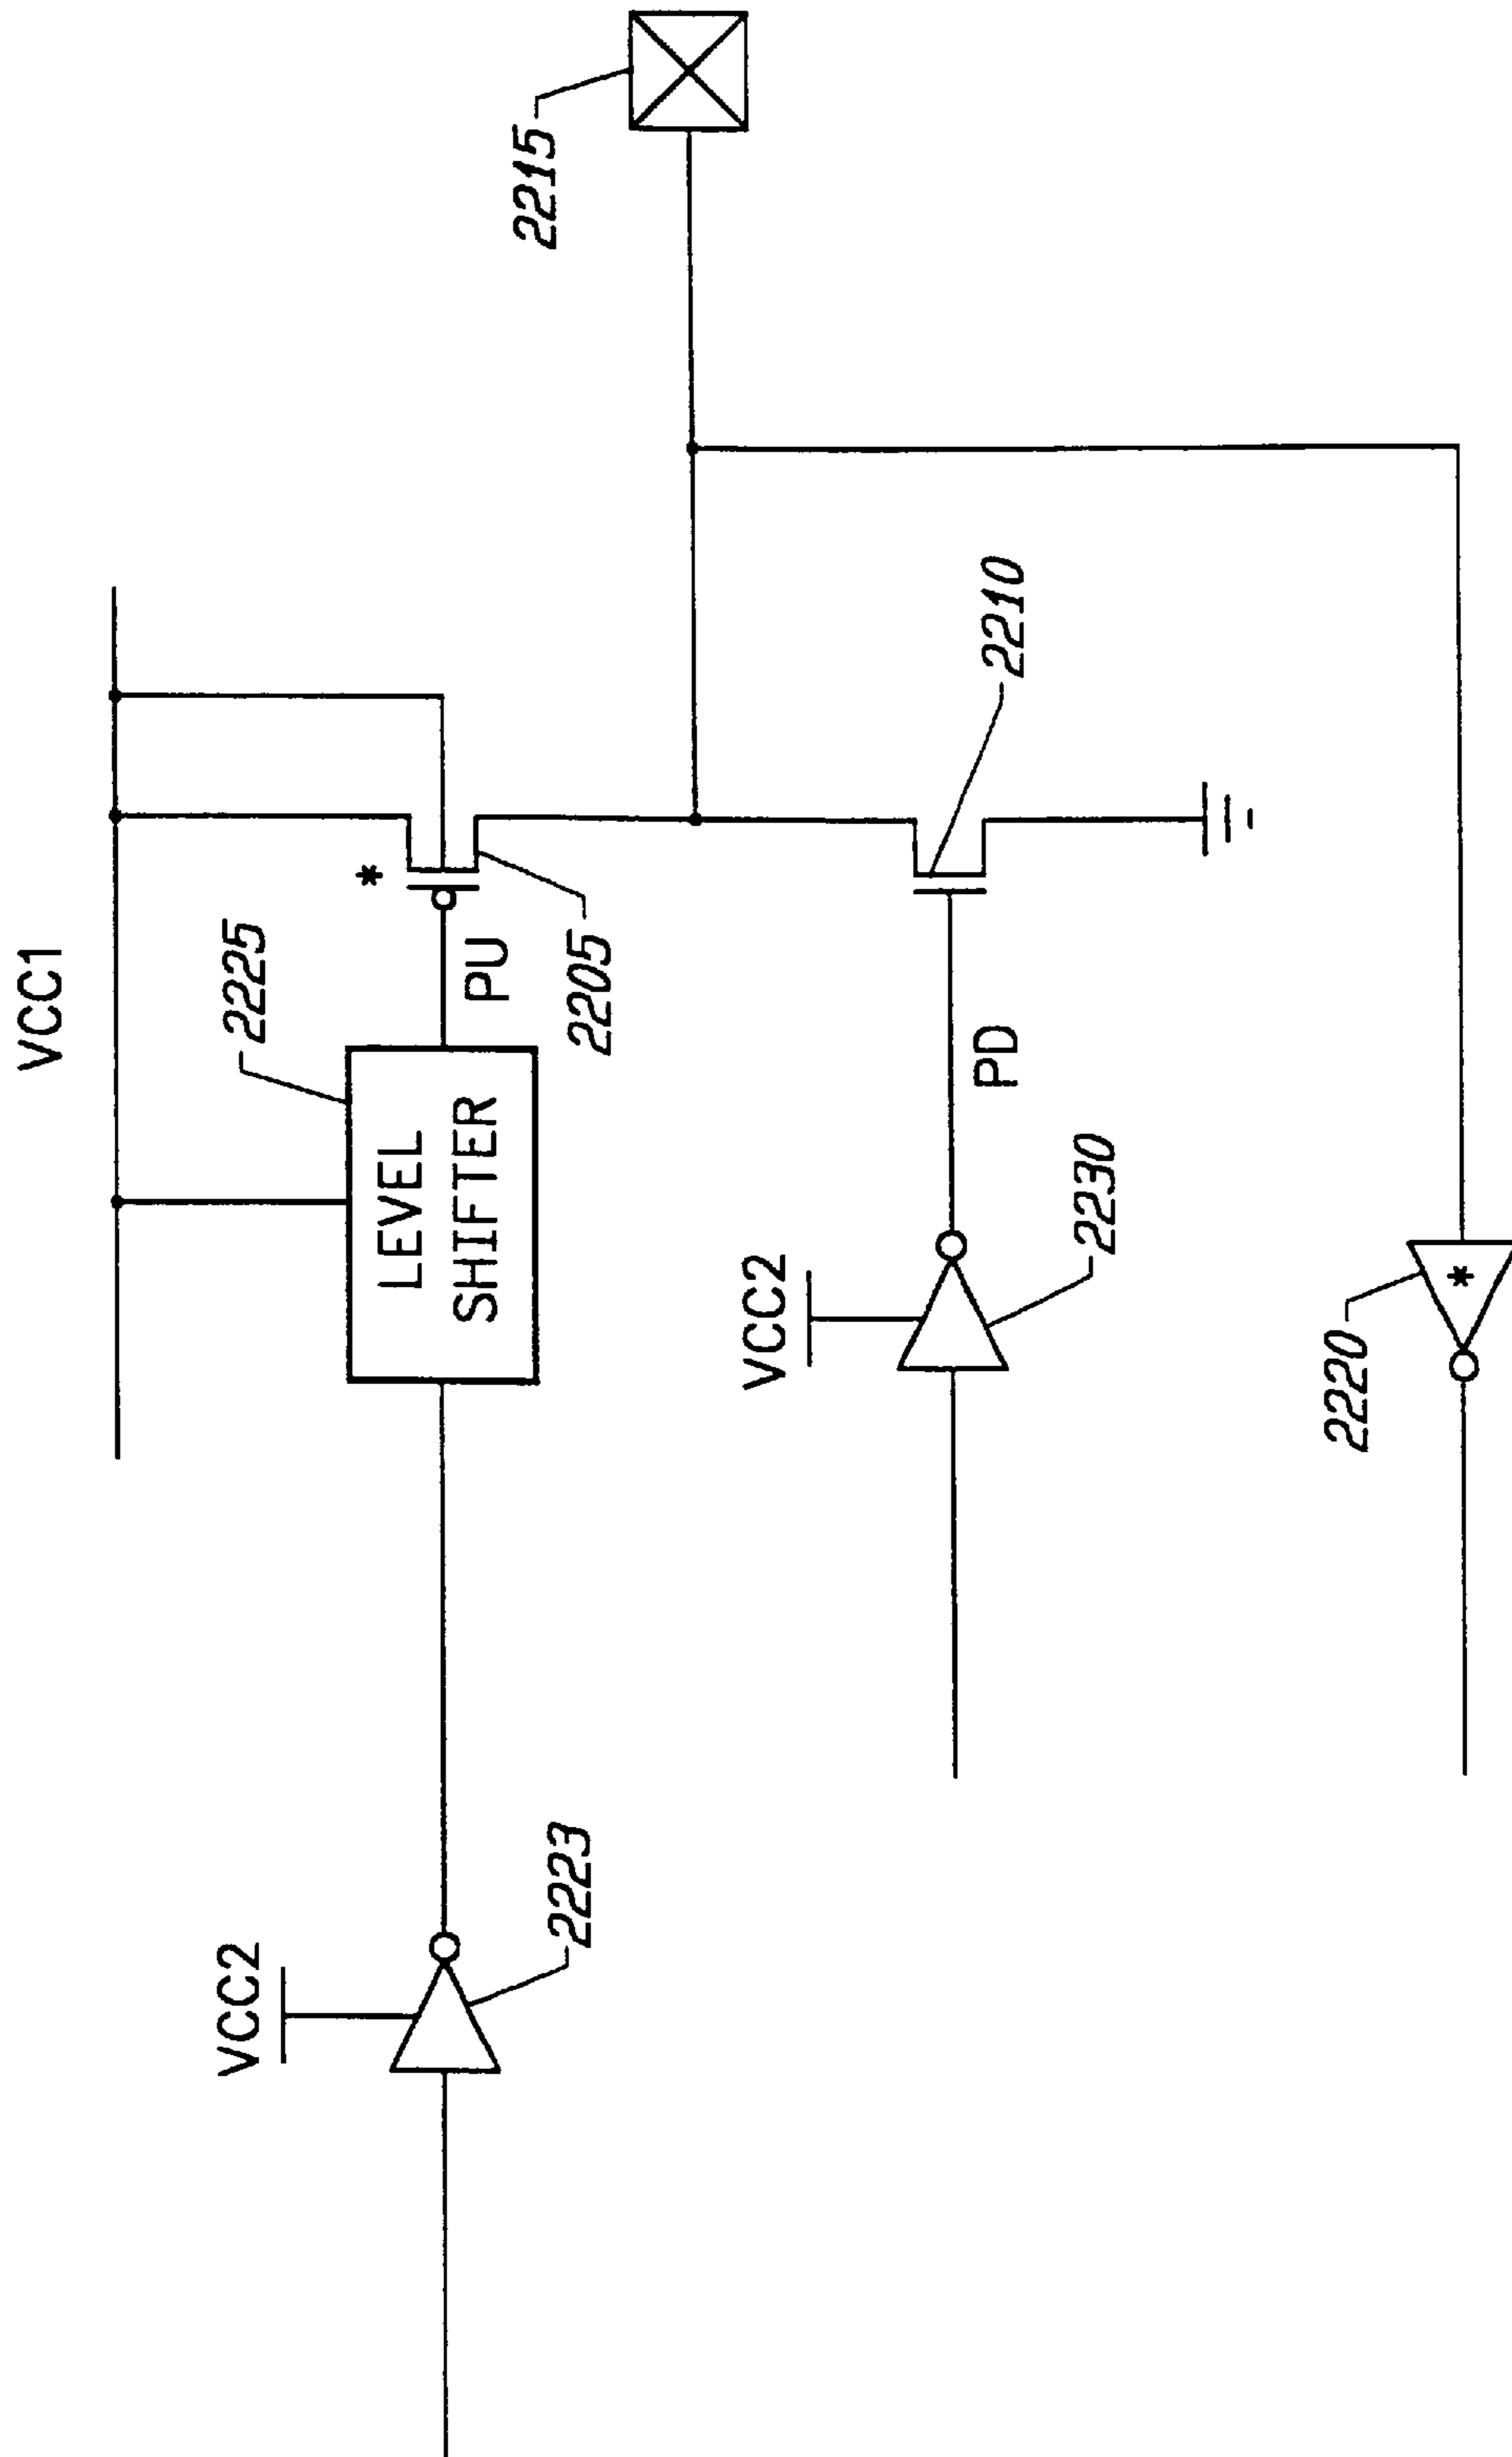 VCC1
2225
LEVEL
SHIFTER
*
PU
2205
VCC2
2223
2215
VCC2
2230
PD
2210
2220
*